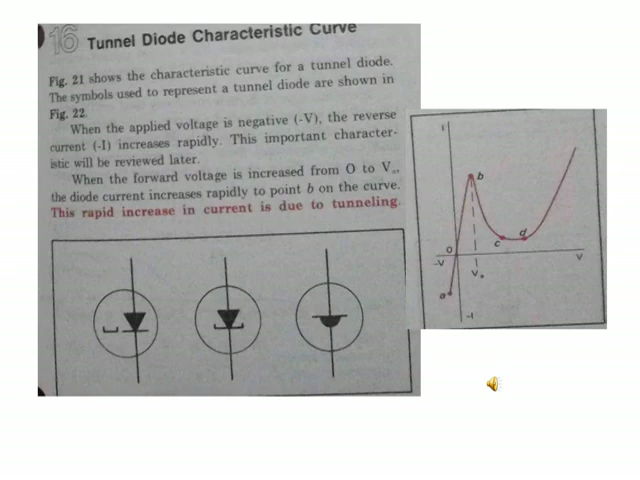 16 Tunnel Diode Characteristic Curve
Fig. 21 shows the characteristic curve for a tunnel diode.
The symbols used to represent a tunnel diode are shown in
Fig. 22.
When the applied voltage is negative (-V), the reverse
current (-I) increases rapidly. This important character-
istic will be reviewed later.
When the forward voltage is increased from O to Vₒ,
the diode current increases rapidly to point b on the curve.
This rapid increase in current is due to tunneling.
I
b
d
c
O
-V
Vₒ
V
a
-I